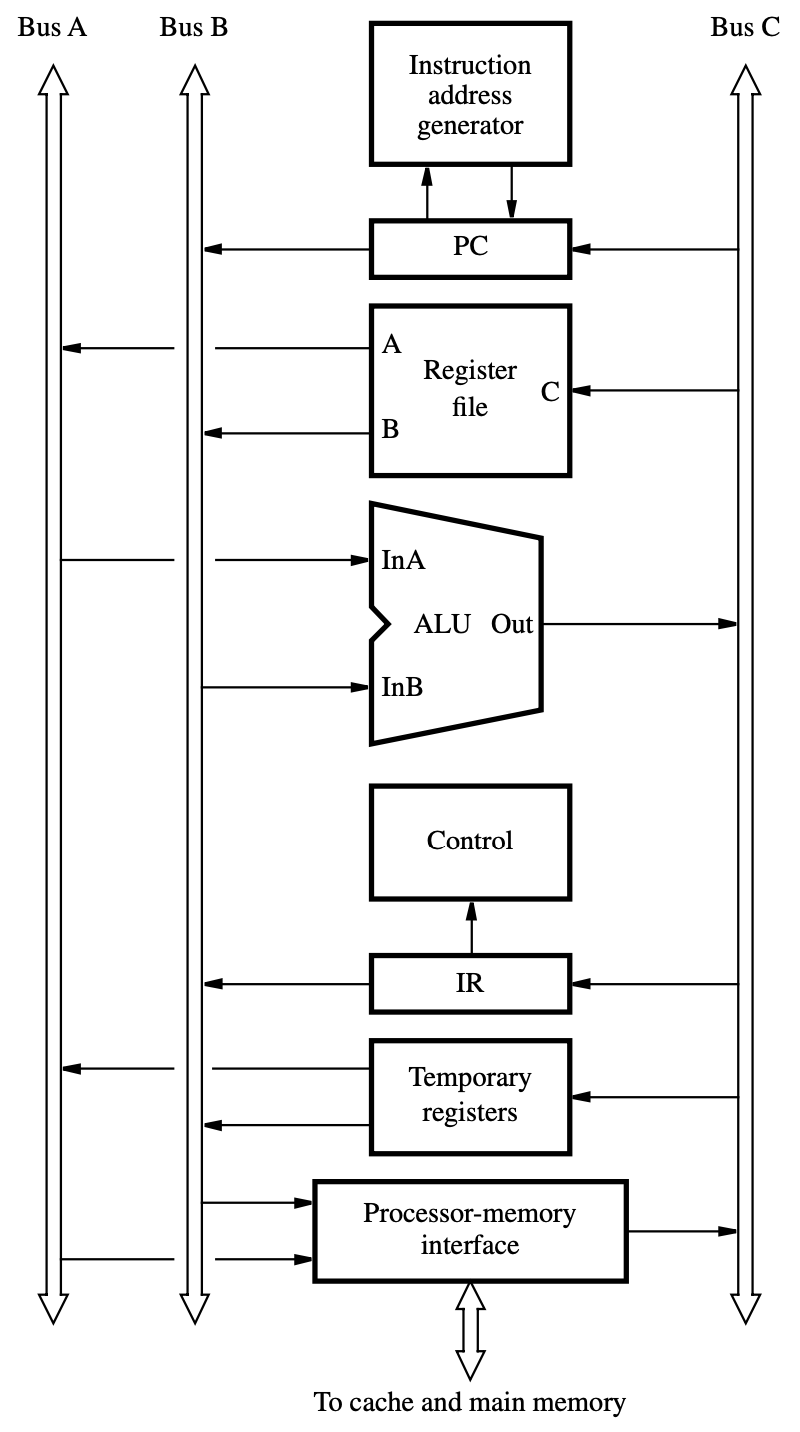 Bus A
Bus B
Bus C
Instruction
address
generator
PC
A
Register
file
C
B
InA
ALU
Out
InB
Control
IR
Temporary
registers
Processor-memory
interface
To cache and main memory